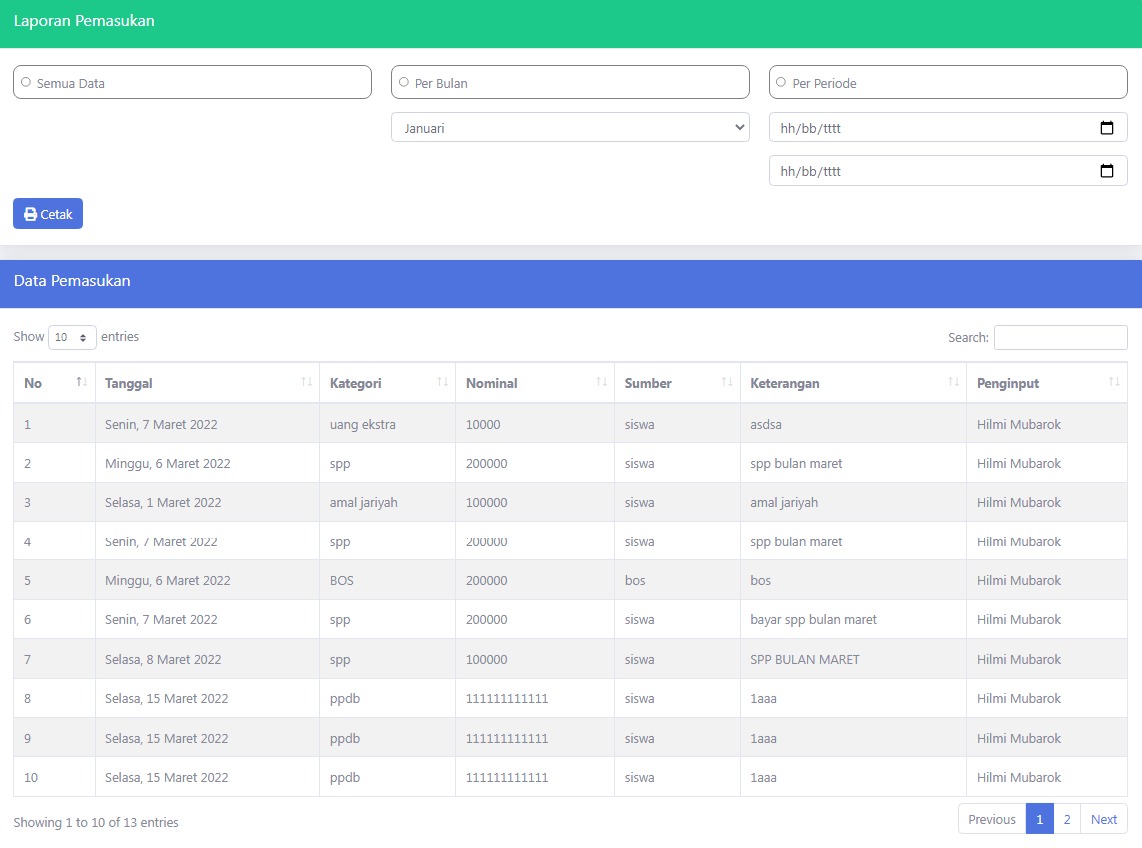 Laporan Pemasukan
Semua Data Per Bulan Per Periode
Januari hh/bb/tttt
hh/bb/tttt
Cetak
Data Pemasukan
Show 10 entries Search:
No Tanggal Kategori Nominal Sumber Keterangan Penginput
1 Senin, 7 Maret 2022 uang ekstra 10000 siswa asdsa Hilmi Mubarok
2 Minggu, 6 Maret 2022 spp 200000 siswa spp bulan maret Hilmi Mubarok
3 Selasa, 1 Maret 2022 amal jariyah 100000 siswa amal jariyah Hilmi Mubarok
4 Senin, 7 Maret 2022 spp 200000 siswa spp bulan maret Hilmi Mubarok
5 Minggu, 6 Maret 2022 BOS 200000 bos bos Hilmi Mubarok
6 Senin, 7 Maret 2022 spp 200000 siswa bayar spp bulan maret Hilmi Mubarok
7 Selasa, 8 Maret 2022 spp 100000 siswa SPP BULAN MARET Hilmi Mubarok
8 Selasa, 15 Maret 2022 ppdb 111111111111 siswa 1aaa Hilmi Mubarok
9 Selasa, 15 Maret 2022 ppdb 111111111111 siswa 1aaa Hilmi Mubarok
10 Selasa, 15 Maret 2022 ppdb 111111111111 siswa 1aaa Hilmi Mubarok
Showing 1 to 10 of 13 entries Previous 1 2 Next